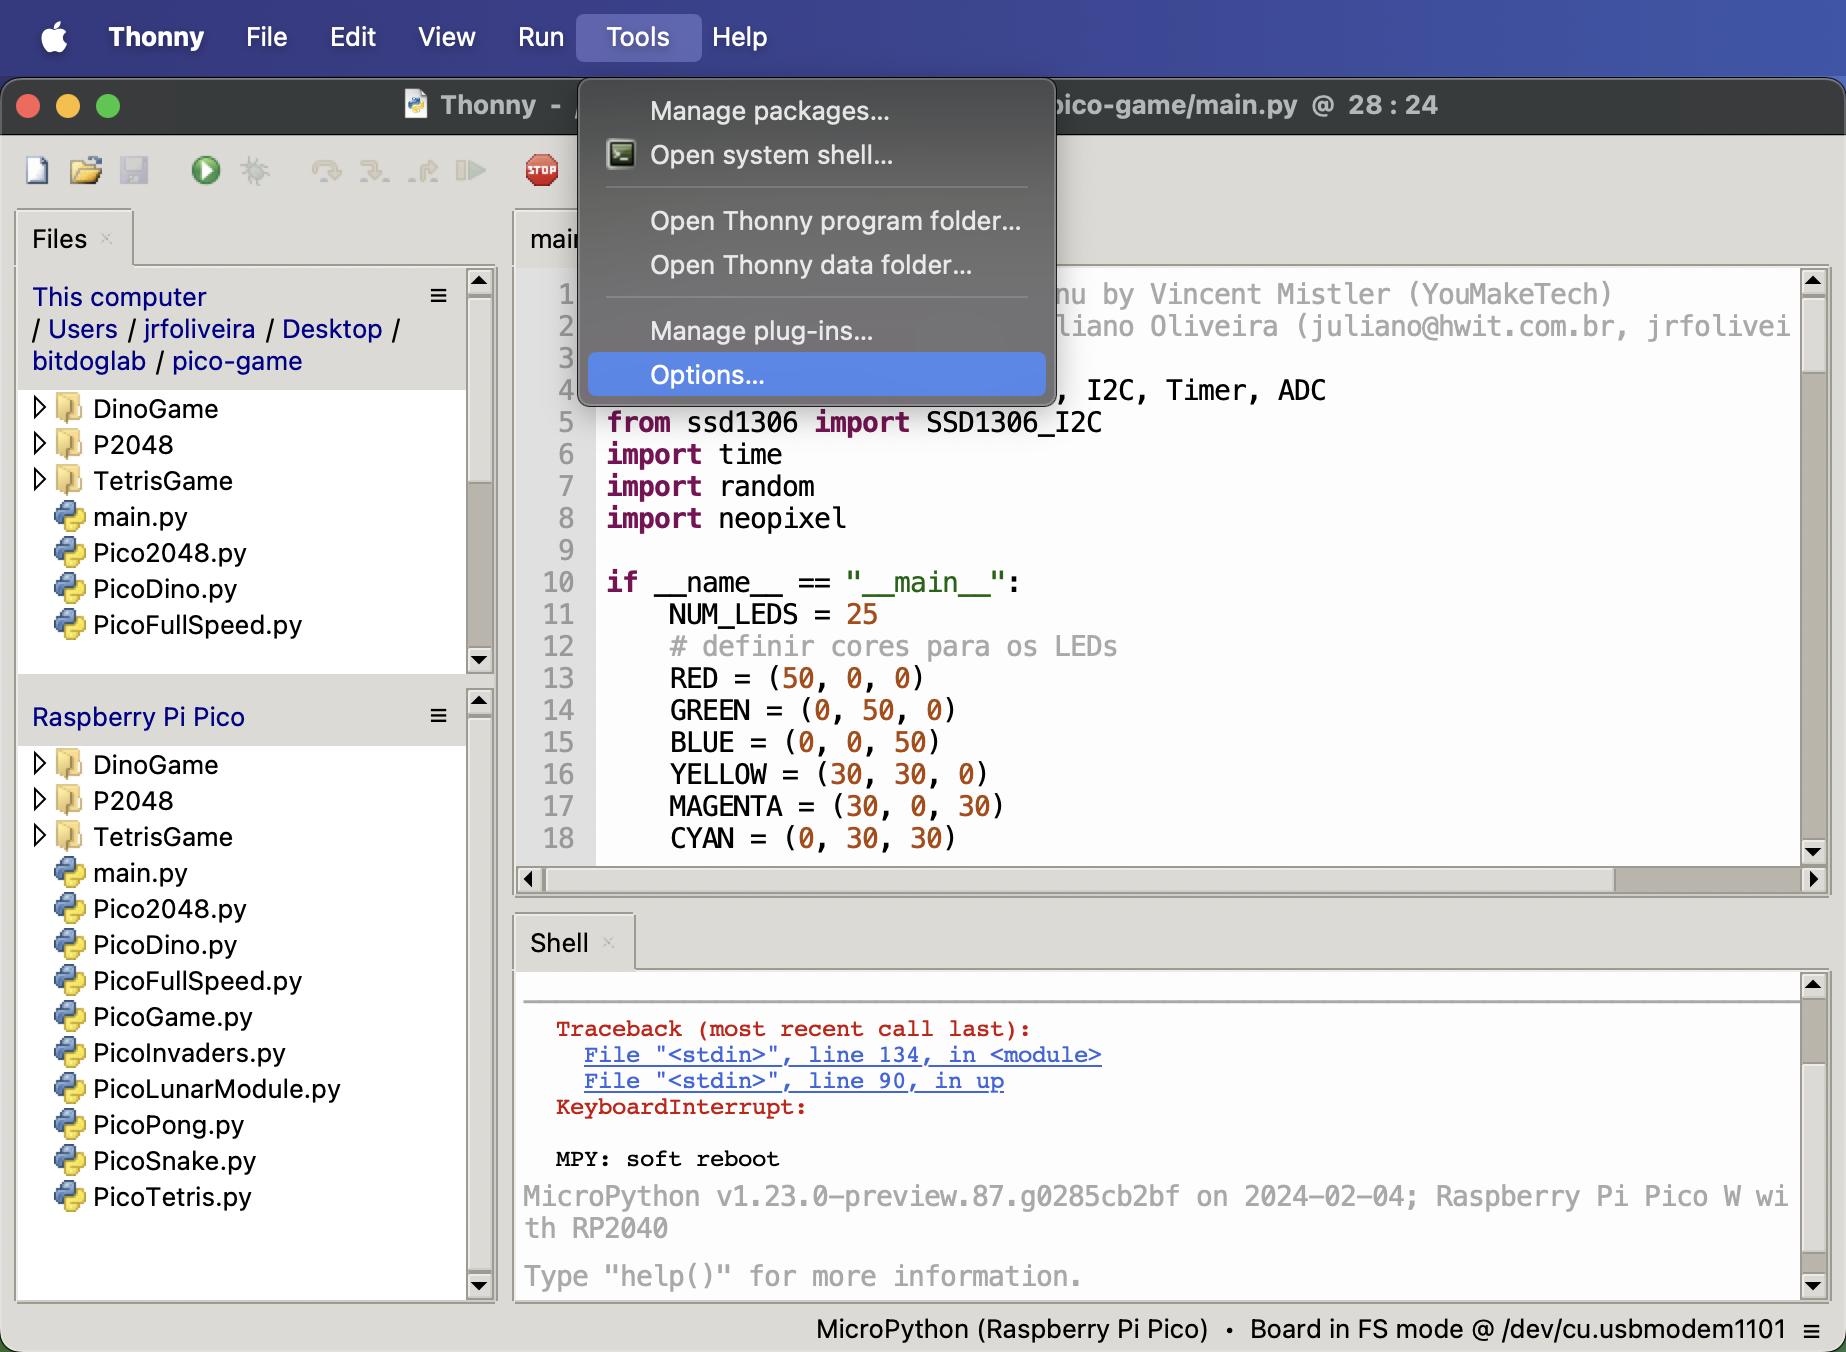 Thonny File Edit View Run Tools Help
Thonny - pico-game/main.py @ 28 : 24
Manage packages...
Open system shell...
Open Thonny program folder...
Open Thonny data folder...
Manage plug-ins...
Options...
STOP
Files
This computer
/ Users / jrfoliveira / Desktop /
bitdoglab / pico-game
DinoGame
P2048
TetrisGame
main.py
Pico2048.py
PicoDino.py
PicoFullSpeed.py
Raspberry Pi Pico
DinoGame
P2048
TetrisGame
main.py
Pico2048.py
PicoDino.py
PicoFullSpeed.py
PicoGame.py
PicoInvaders.py
PicoLunarModule.py
PicoPong.py
PicoSnake.py
PicoTetris.py
1 nu by Vincent Mistler (YouMakeTech)
2 liano Oliveira (juliano@hwit.com.br, jrfolivei
3
4 , I2C, Timer, ADC
5 from ssd1306 import SSD1306_I2C
6 import time
7 import random
8 import neopixel
9
10 if __name__ == "__main__":
11 NUM_LEDS = 25
12 # definir cores para os LEDs
13 RED = (50, 0, 0)
14 GREEN = (0, 50, 0)
15 BLUE = (0, 0, 50)
16 YELLOW = (30, 30, 0)
17 MAGENTA = (30, 0, 30)
18 CYAN = (0, 30, 30)
Shell
Traceback (most recent call last):
File "<stdin>", line 134, in <module>
File "<stdin>", line 90, in up
KeyboardInterrupt:
MPY: soft reboot
MicroPython v1.23.0-preview.87.g0285cb2bf on 2024-02-04; Raspberry Pi Pico W wi
th RP2040
Type "help()" for more information.
MicroPython (Raspberry Pi Pico) • Board in FS mode @ /dev/cu.usbmodem1101